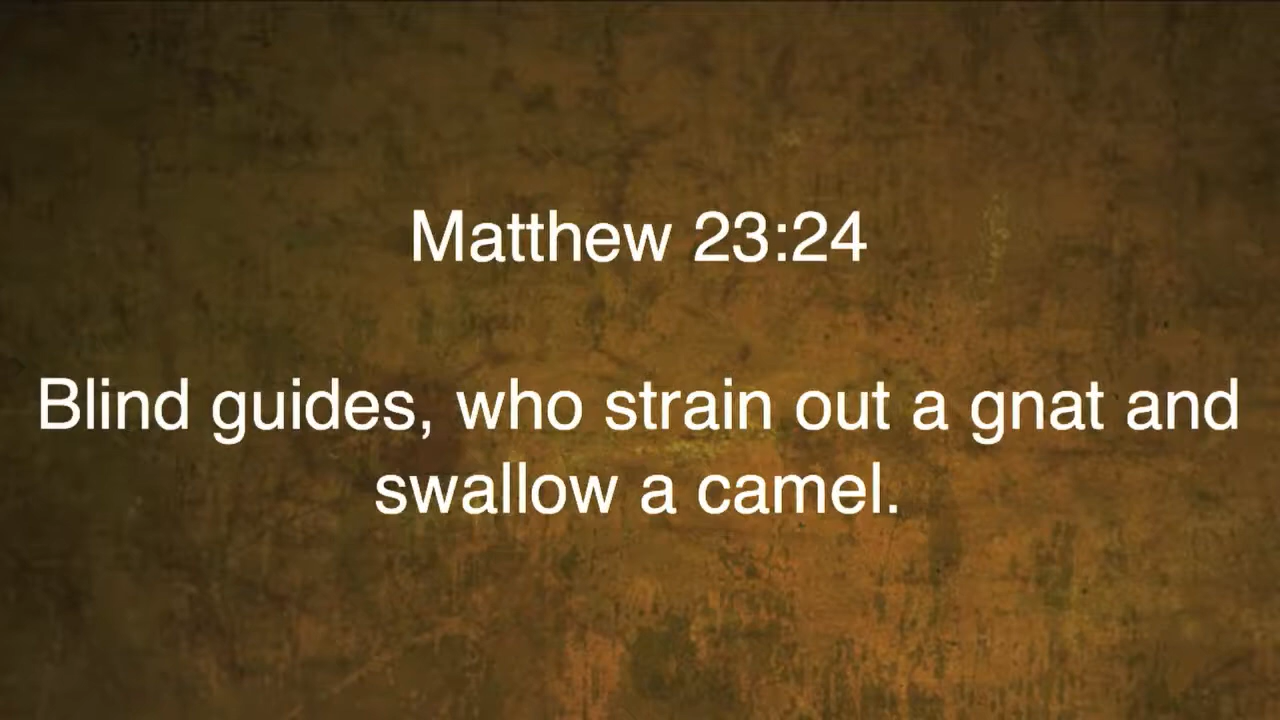 Matthew 23:24
Blind guides, who strain out a gnat and
swallow a camel.